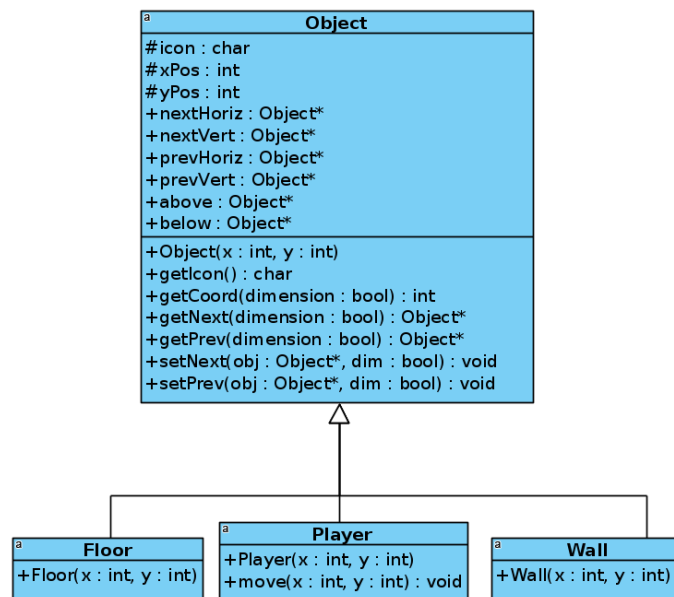 a
Object
#icon : char
#xPos : int
#yPos : int
+nextHoriz : Object*
+nextVert : Object*
+prevHoriz : Object*
+prevVert : Object*
+above : Object*
+below : Object*
+Object(x : int, y : int)
+getIcon() : char
+getCoord(dimension : bool) : int
+getNext(dimension : bool) : Object*
+getPrev(dimension : bool) : Object*
+setNext(obj : Object*, dim : bool) : void
+setPrev(obj : Object*, dim : bool) : void
a
Floor
+Floor(x : int, y : int)
a
Player
+Player(x : int, y : int)
+move(x : int, y : int) : void
a
Wall
+Wall(x : int, y : int)